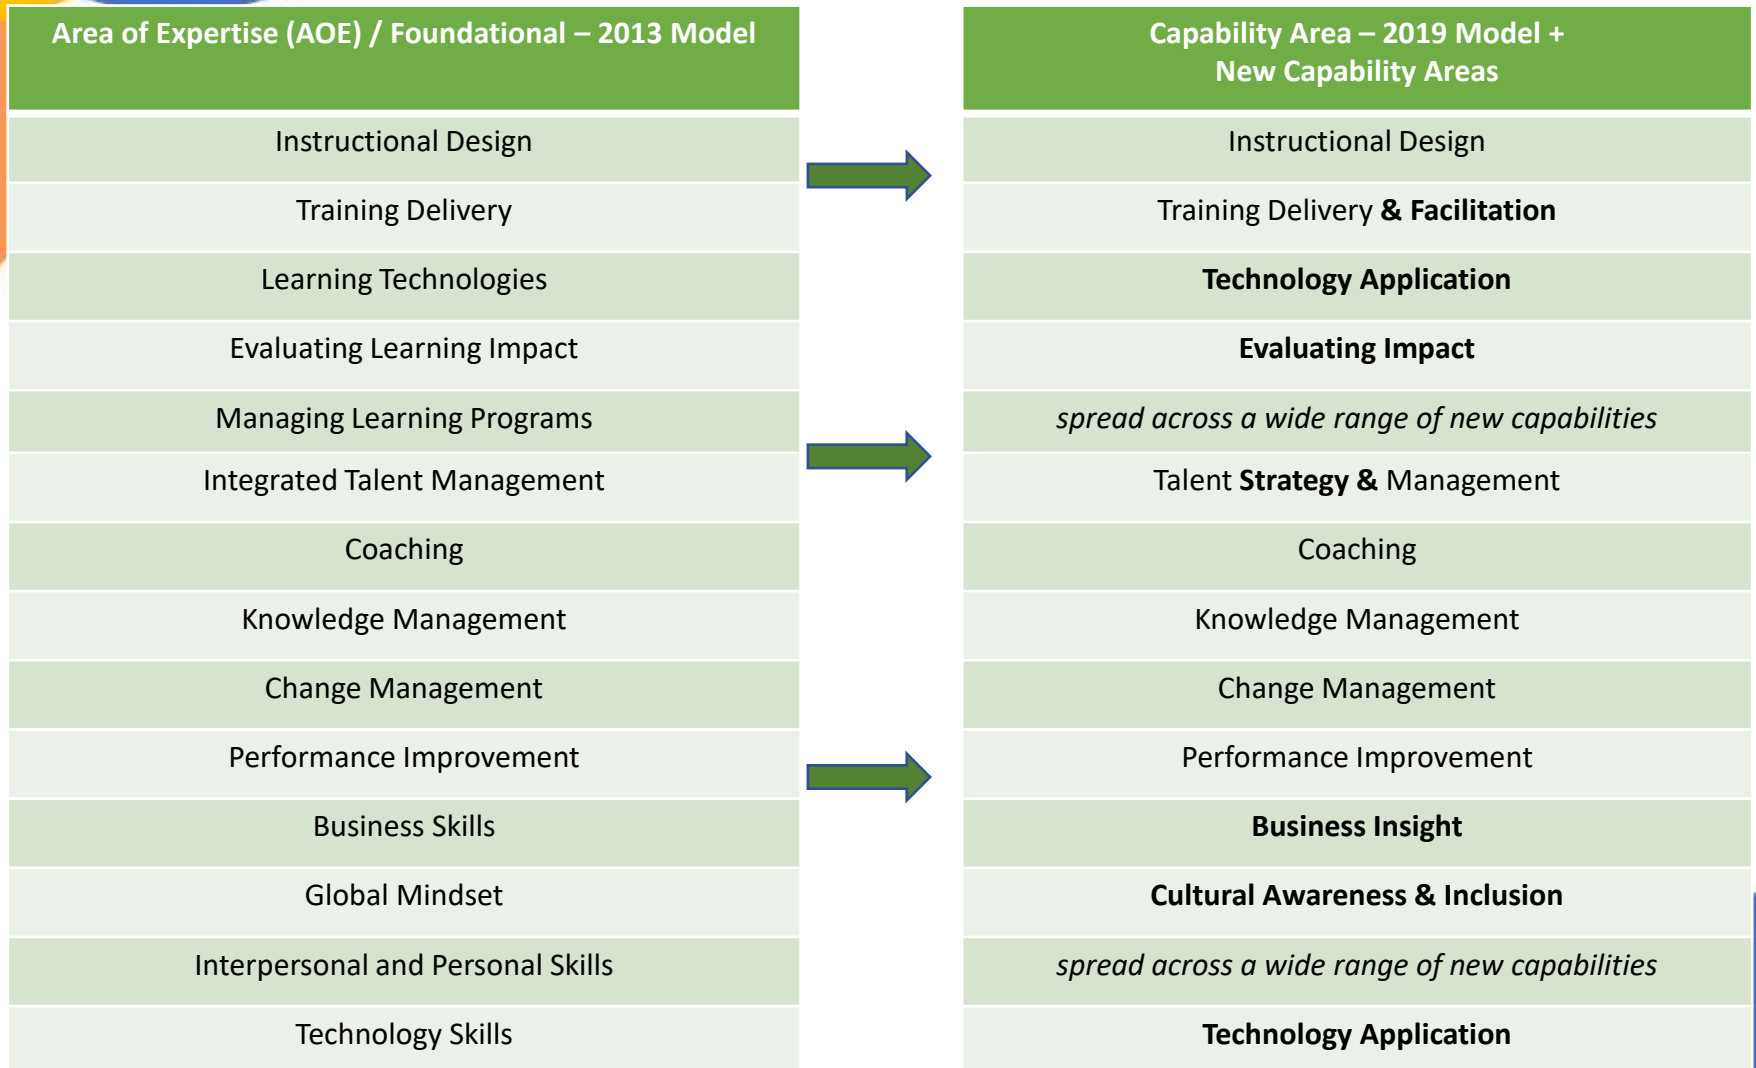 Area of Expertise (AOE) / Foundational – 2013 Model
Capability Area – 2019 Model +
New Capability Areas
Instructional Design
Instructional Design
Training Delivery
Training Delivery & Facilitation
Learning Technologies
Technology Application
Evaluating Learning Impact
Evaluating Impact
Managing Learning Programs
spread across a wide range of new capabilities
Integrated Talent Management
Talent Strategy & Management
Coaching
Coaching
Knowledge Management
Knowledge Management
Change Management
Change Management
Performance Improvement
Performance Improvement
Business Skills
Business Insight
Global Mindset
Cultural Awareness & Inclusion
Interpersonal and Personal Skills
spread across a wide range of new capabilities
Technology Skills
Technology Application